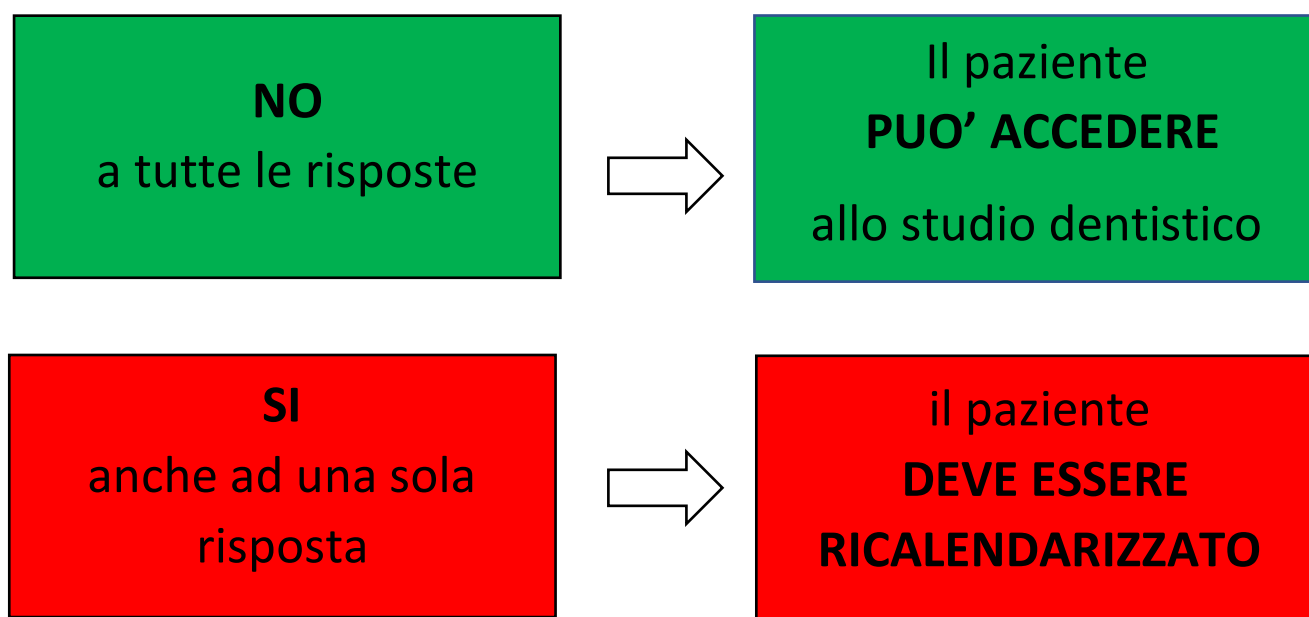 NO
a tutte le risposte
Il paziente
PUO’ ACCEDERE
allo studio dentistico
SI
anche ad una sola
risposta
il paziente
DEVE ESSERE
RICALENDARIZZATO